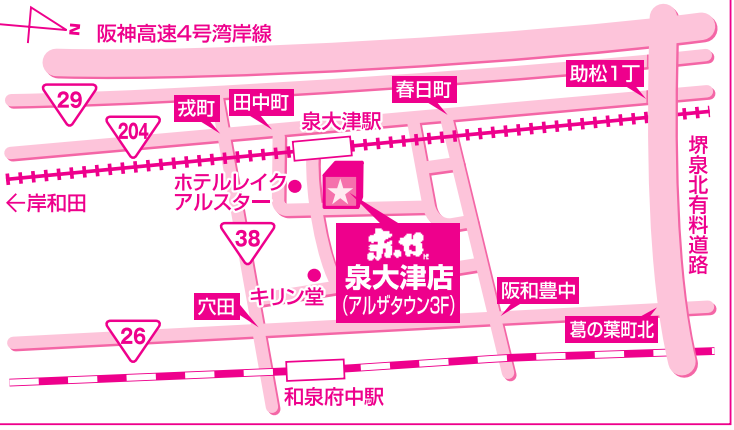 N
阪神高速4号湾岸線
助松1丁
春日町
29
戎町
田中町
204
泉大津駅
堺泉北有料道路
ホテルレイク
アルスター
←岸和田
38
泉大津店
(アルザタウン3F)
キリン堂
阪和豊中
穴田
26
葛の葉町北
和泉府中駅